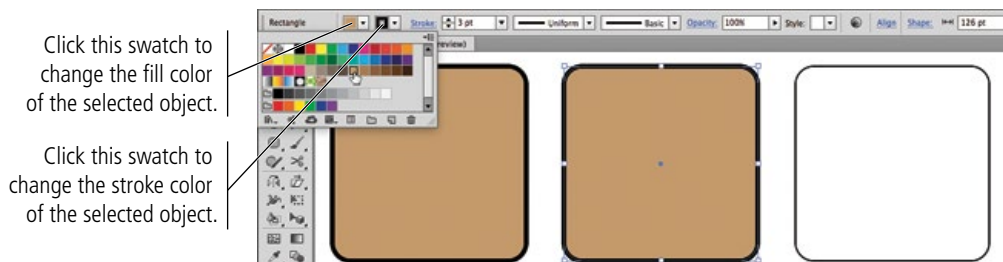 Rectangle Stroke: 3 pt Uniform Basic Opacity: 100% Style: Align Shape: 126 pt
review)
Click this swatch to
change the fill color
of the selected object.
Click this swatch to
change the stroke color
of the selected object.